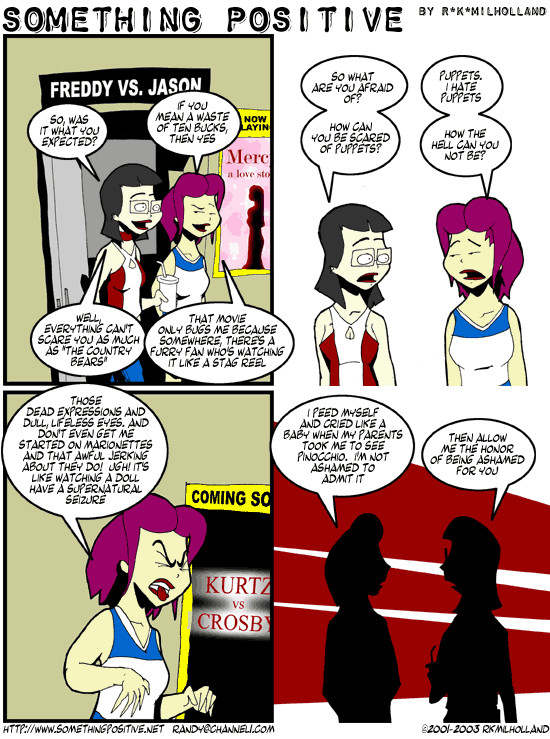 SOMETHING POSITIVE
BY R*K*MILHOLLAND
FREDDY VS. JASON
SO, WAS
IT WHAT YOU
EXPECTED?
IF YOU
MEAN A WASTE
OF TEN BUCKS,
THEN YES
NOW
LAYIN
Merc
a love sto
WELL,
EVERYTHING CAN'T
SCARE YOU AS MUCH
AS "THE COUNTRY
BEARS"
THAT MOVIE
ONLY BUGS ME BECAUSE
SOMEWHERE, THERE'S A
FURRY FAN WHO'S WATCHING
IT LIKE A STAG REEL
SO WHAT
ARE YOU AFRAID
OF?
PUPPETS.
I HATE
PUPPETS
HOW CAN
YOU BE SCARED
OF PUPPETS?
HOW THE
HELL CAN YOU
NOT BE?
THOSE
DEAD EXPRESSIONS AND
DULL, LIFELESS EYES. AND
DON'T EVEN GET ME
STARTED ON MARIONETTES
AND THAT AWFUL JERKING
ABOUT THEY DO! UGH! IT'S
LIKE WATCHING A DOLL
HAVE A SUPERNATURAL
SEIZURE
COMING SO
KURTZ
VS
CROSBY
I PEED MYSELF
AND CRIED LIKE A
BABY WHEN MY PARENTS
TOOK ME TO SEE
PINOCCHIO. I'M NOT
ASHAMED TO
ADMIT IT
THEN ALLOW
ME THE HONOR
OF BEING ASHAMED
FOR YOU
HTTP://WWW.SOMETHINGPOSITIVE.NET RANDY@CHANNEL1.COM
©2001-2003 RKMILHOLLAND